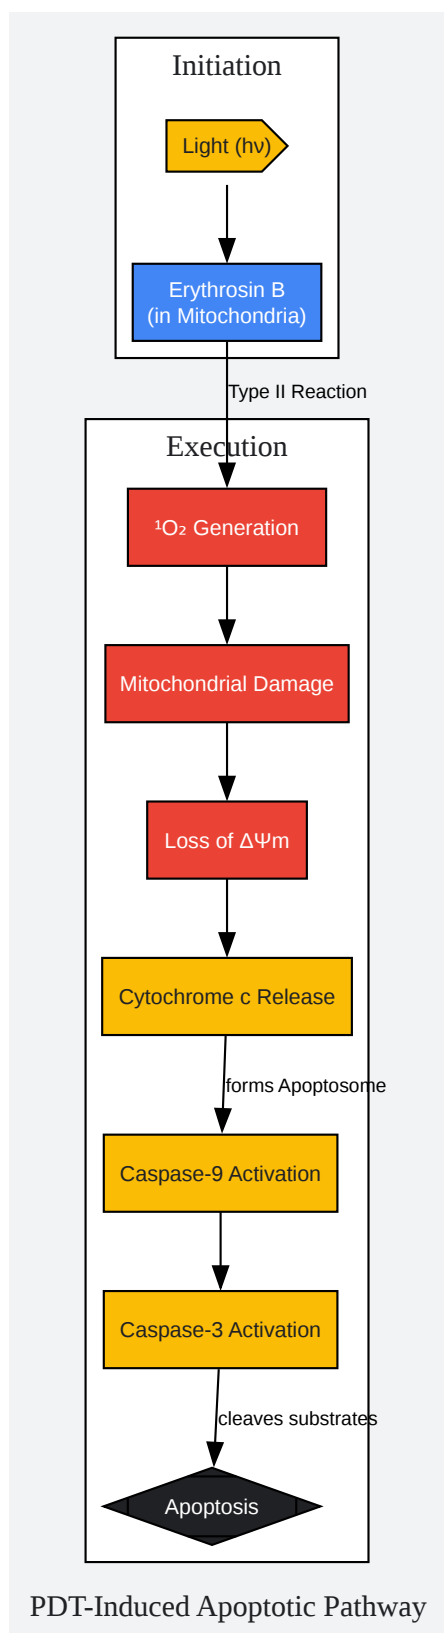 Initiation
Light (hν)
Erythrosin B
(in Mitochondria)
Type II Reaction
Execution
¹O₂ Generation
Mitochondrial Damage
Loss of ΔΨm
Cytochrome c Release
forms Apoptosome
Caspase-9 Activation
Caspase-3 Activation
cleaves substrates
Apoptosis
PDT-Induced Apoptotic Pathway